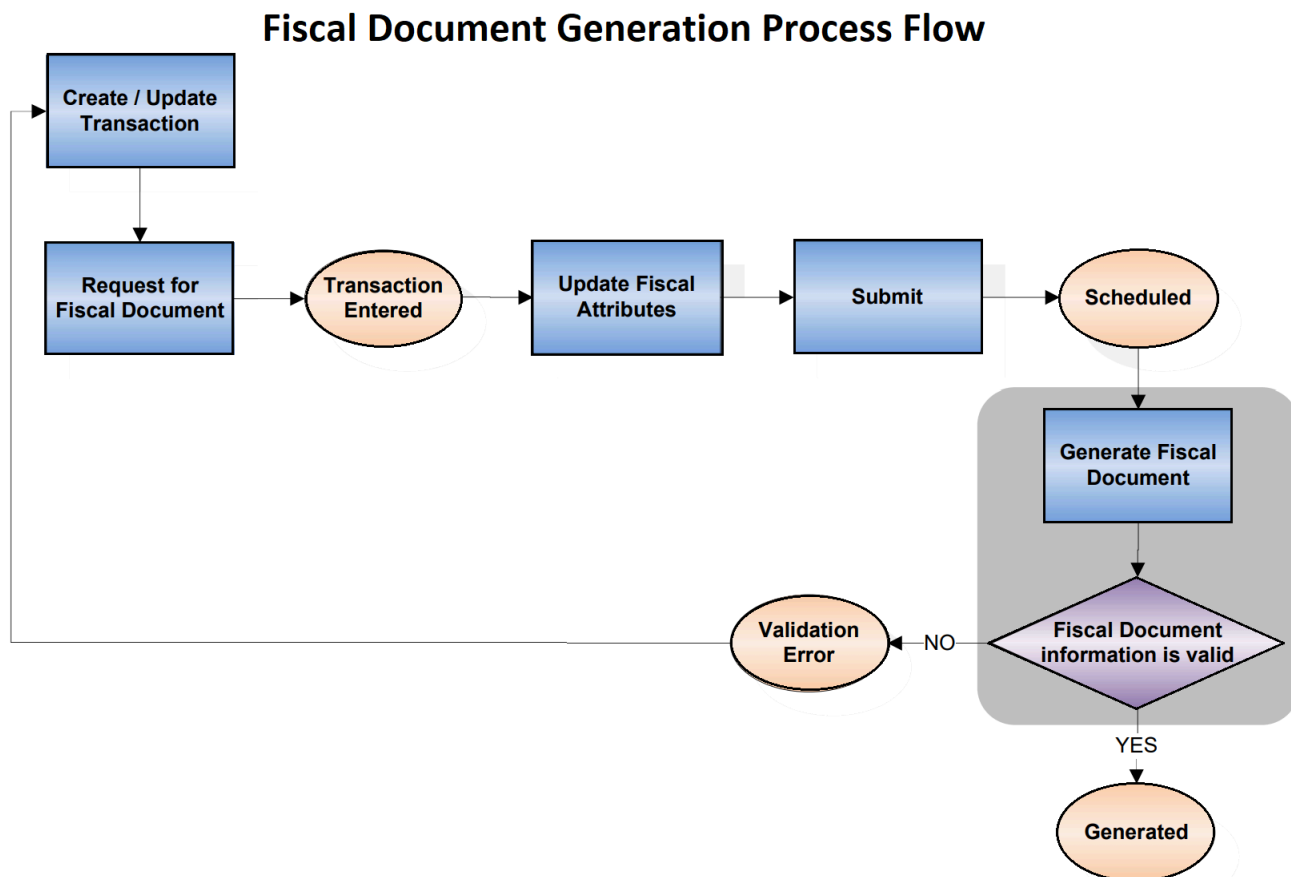 Fiscal Document Generation Process Flow
Create / Update
Transaction
Request for
Fiscal Document
Transaction
Entered
Update Fiscal
Attributes
Submit
Scheduled
Generate Fiscal
Document
Fiscal Document
information is valid
NO
Validation
Error
YES
Generated